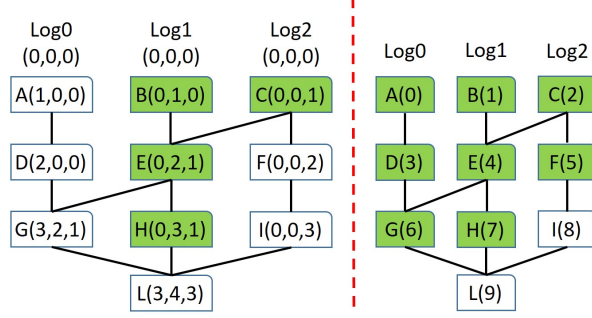 Log0 Log1 Log2
(0,0,0) (0,0,0) (0,0,0)
A(1,0,0) B(0,1,0) C(0,0,1)
D(2,0,0) E(0,2,1) F(0,0,2)
G(3,2,1) H(0,3,1) I(0,0,3)
L(3,4,3)
Log0 Log1 Log2
A(0) B(1) C(2)
D(3) E(4) F(5)
G(6) H(7) I(8)
L(9)